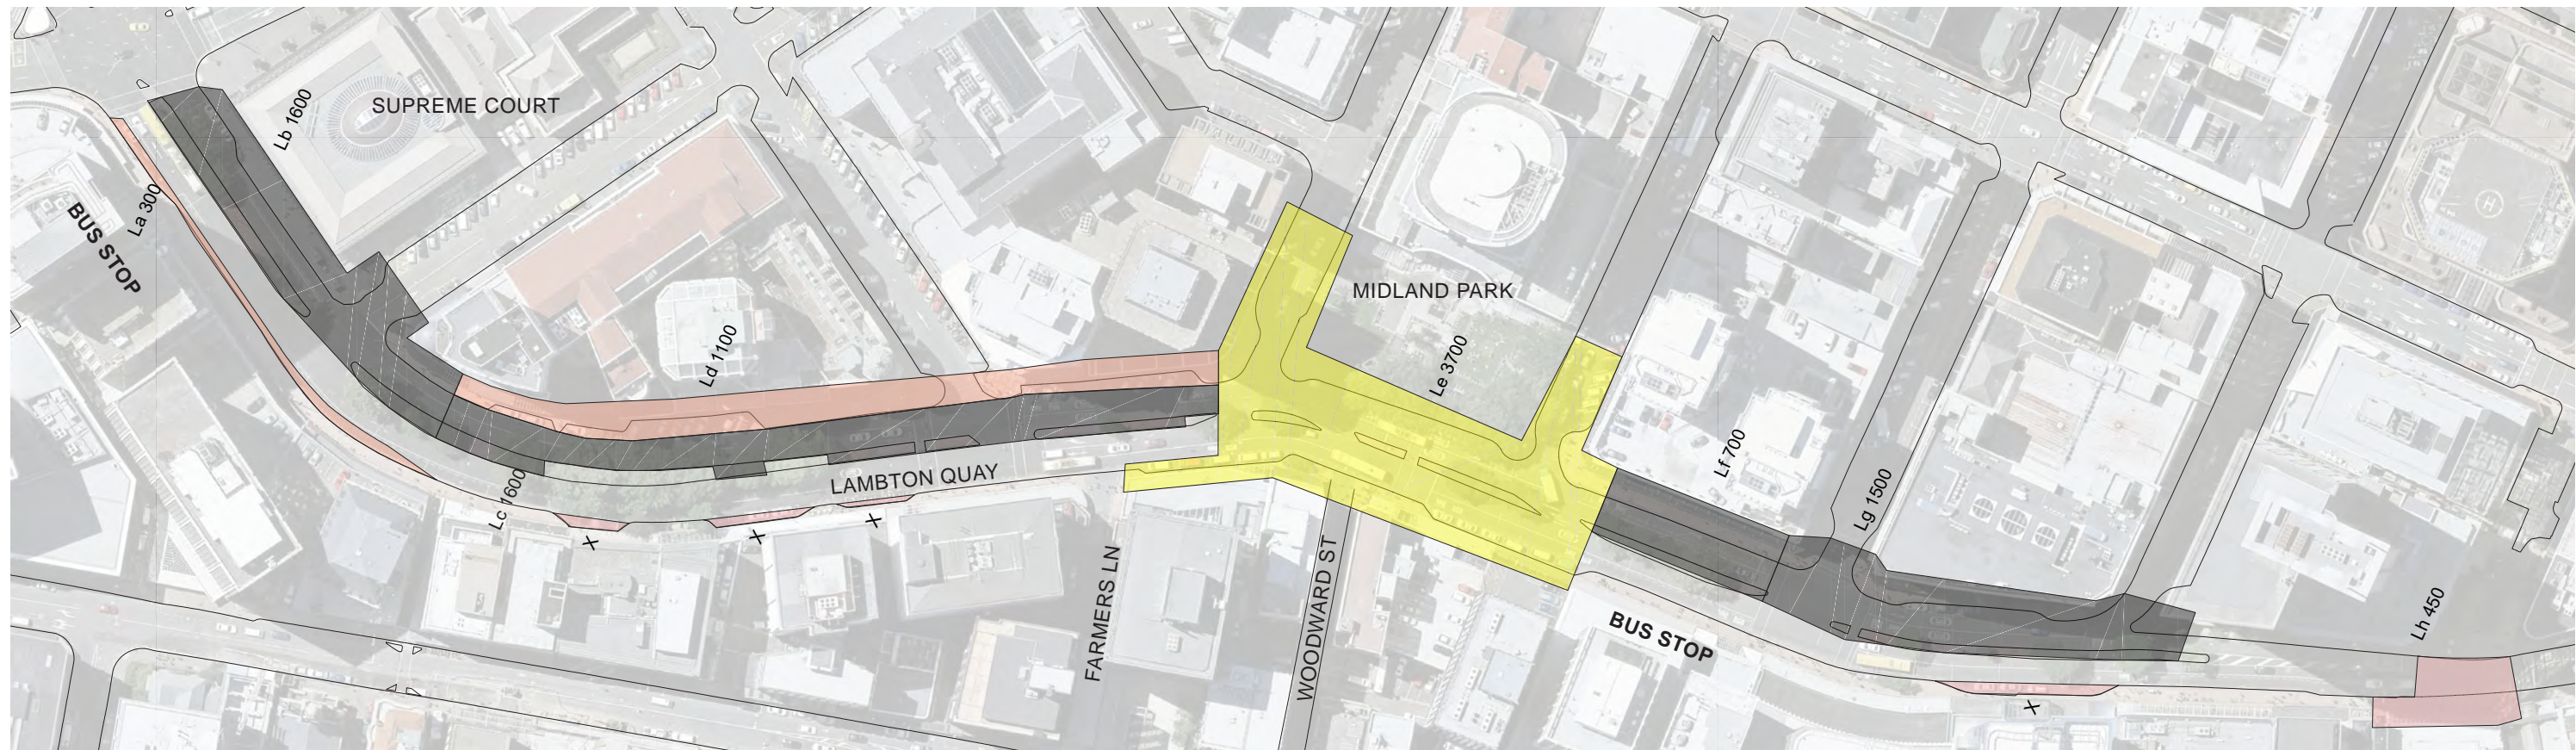 Lb 1600
SUPREME COURT
La 300
BUS STOP
MIDLAND PARK
Ld 1100
Le 3700
Lf 700
LAMBTON QUAY
Lc 1600
Lg 1500
X
X
X
FARMERS LN
WOODWARD ST
BUS STOP
Lh 450
X
H